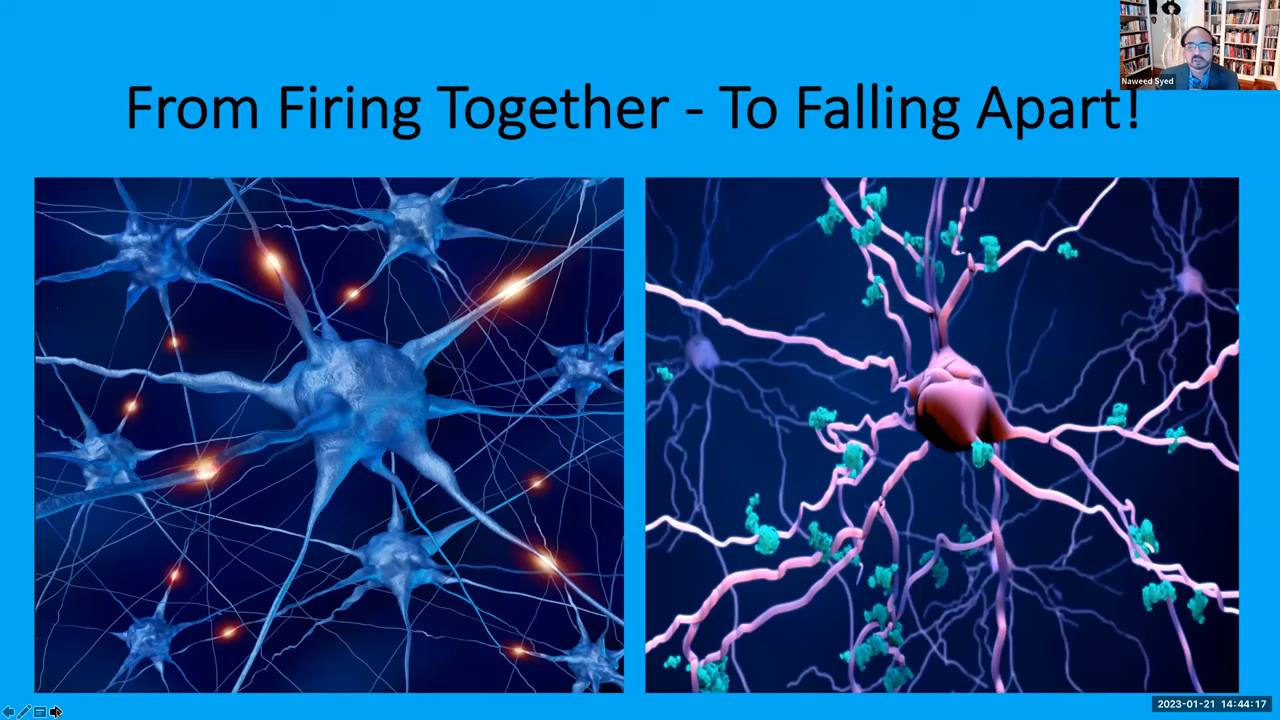 From Firing Together - To Falling Apart!
Naweed Syed
2023-01-21 14:44:17